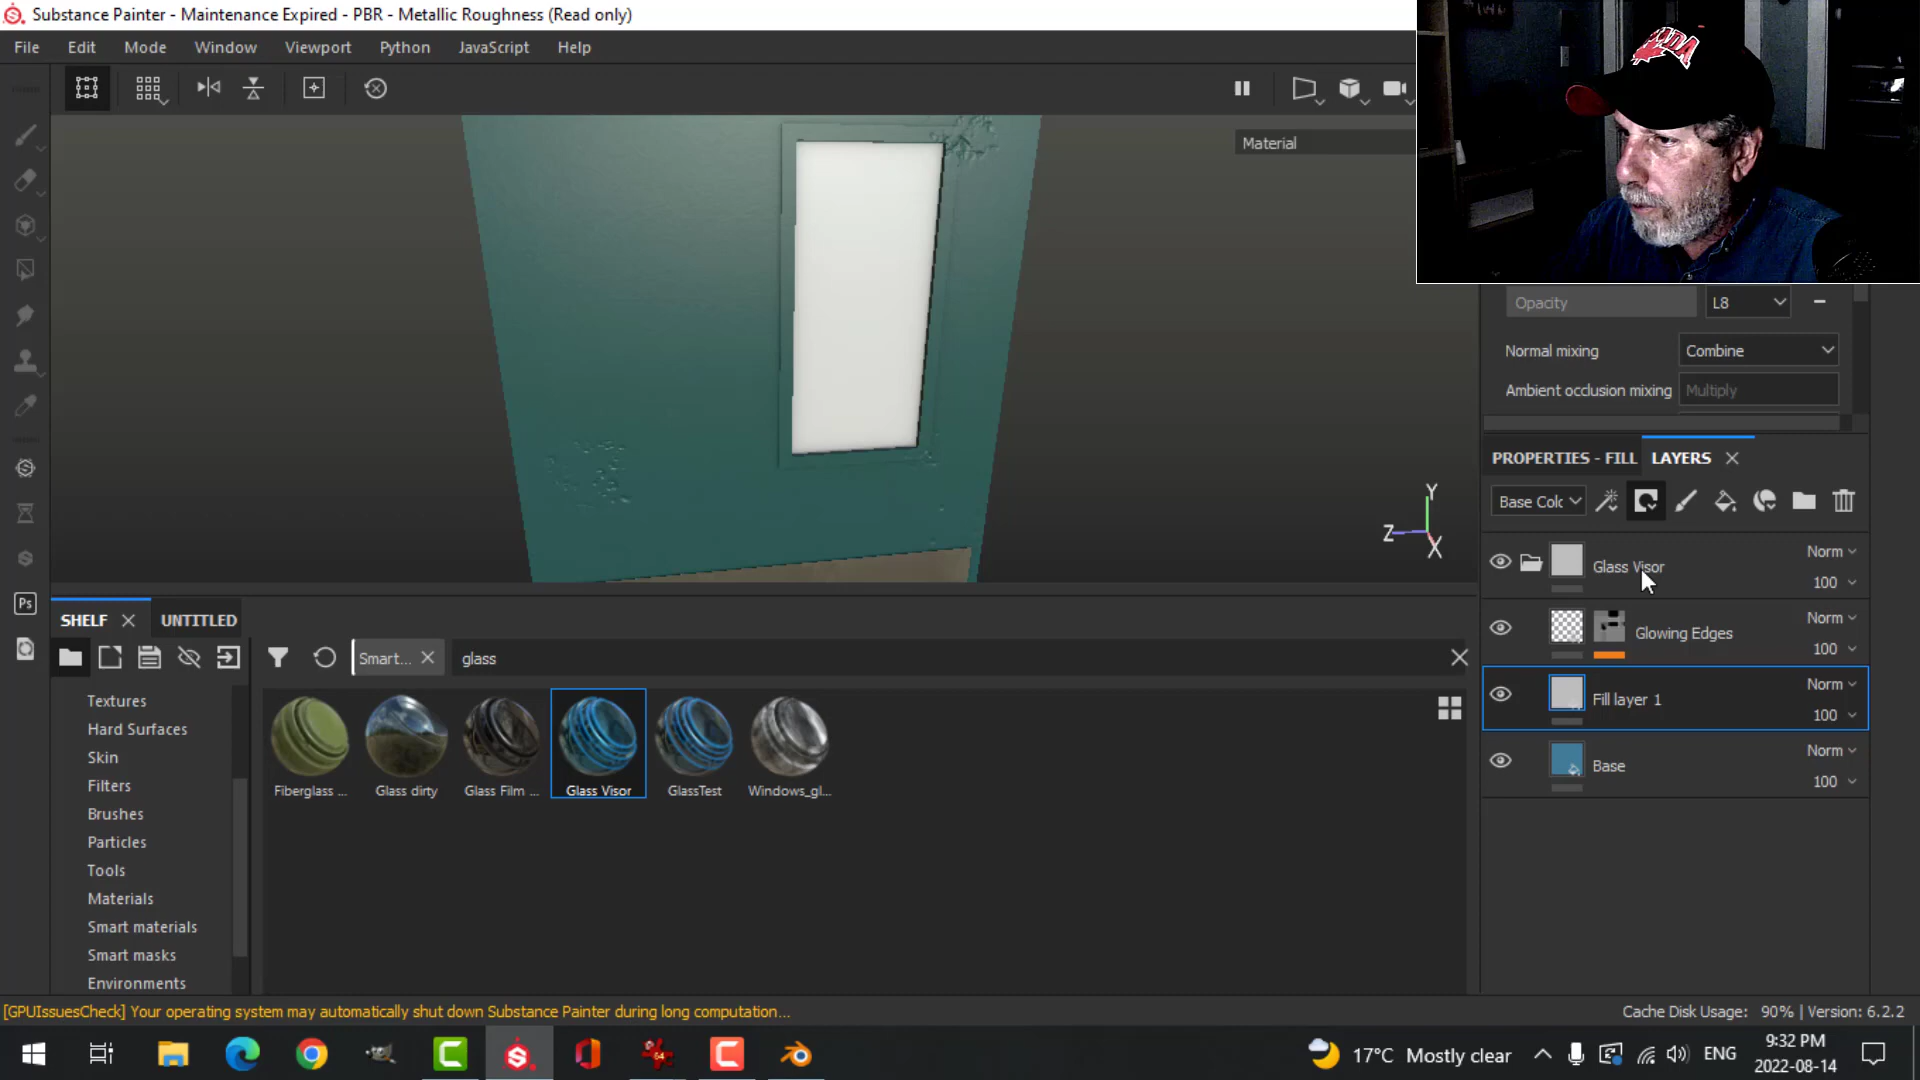 Substance Painter - Maintenance Expired - PBR - Metallic Roughness (Read only)
File Edit Mode Window Viewport Python JavaScript Help
Material
Opacity L8
Normal mixing Combine
Ambient occlusion mixing Multiply
PROPERTIES - FILL LAYERS
Base Colc
Glass Visor Norm 100
Glowing Edges Norm 100
Fill layer 1 Norm 100
Base Norm 100
Y
Z
X
Ps
SHELF UNTITLED
Smart... glass
Textures
Hard Surfaces
Skin
Filters
Brushes
Particles
Tools
Materials
Smart materials
Smart masks
Environments
Fiberglass ... Glass dirty Glass Film ... Glass Visor GlassTest Windows_gl...
[GPUIssuesCheck] Your operating system may automatically shut down Substance Painter during long computation...
Cache Disk Usage: 90% | Version: 6.2.2
17°C Mostly clear ENG 9:32 PM
2022-08-14